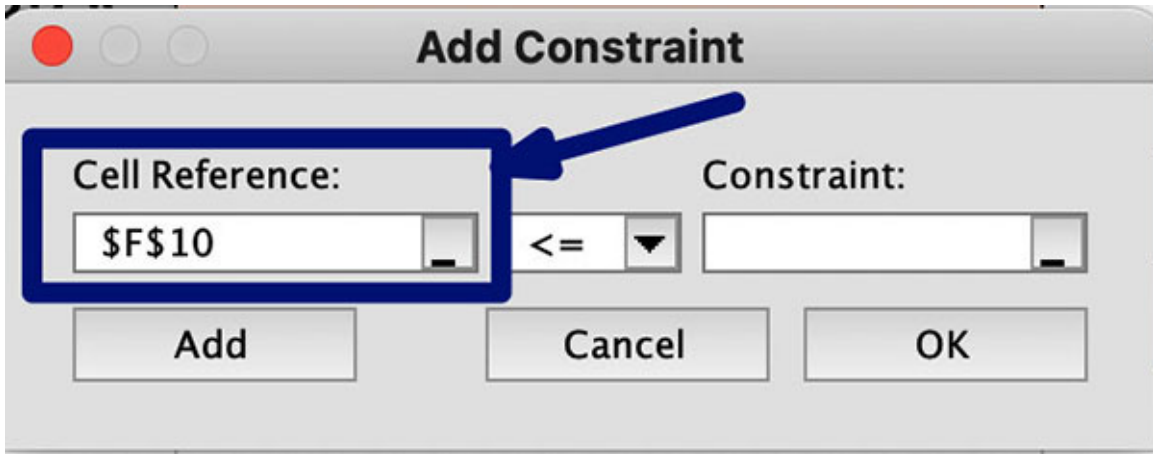 Add Constraint
Cell Reference: Constraint:
$F$10 <=
Add Cancel OK